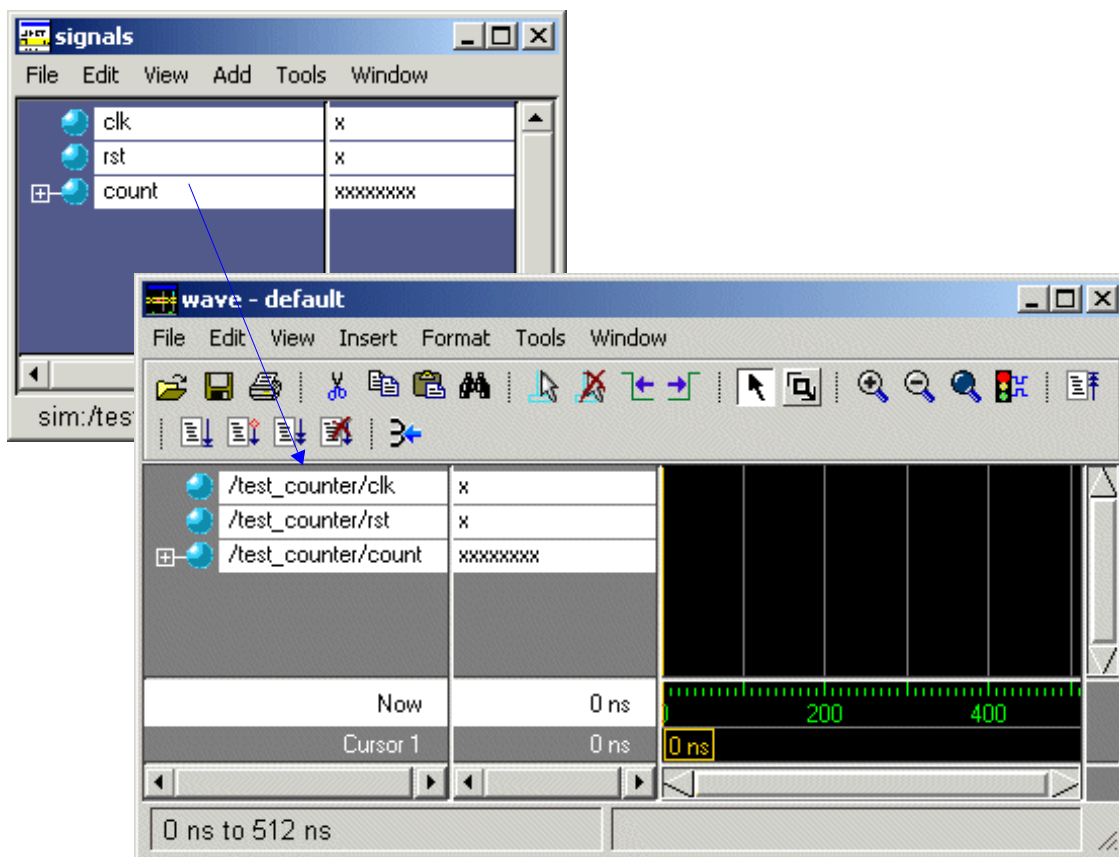 signals
File Edit View Add Tools Window
clk x
rst x
count xxxxxxxx
sim:/tes
wave - default
File Edit View Insert Format Tools Window
/test_counter/clk x
/test_counter/rst x
/test_counter/count xxxxxxxx
Now 0 ns 200 400
Cursor 1 0 ns 0 ns
0 ns to 512 ns